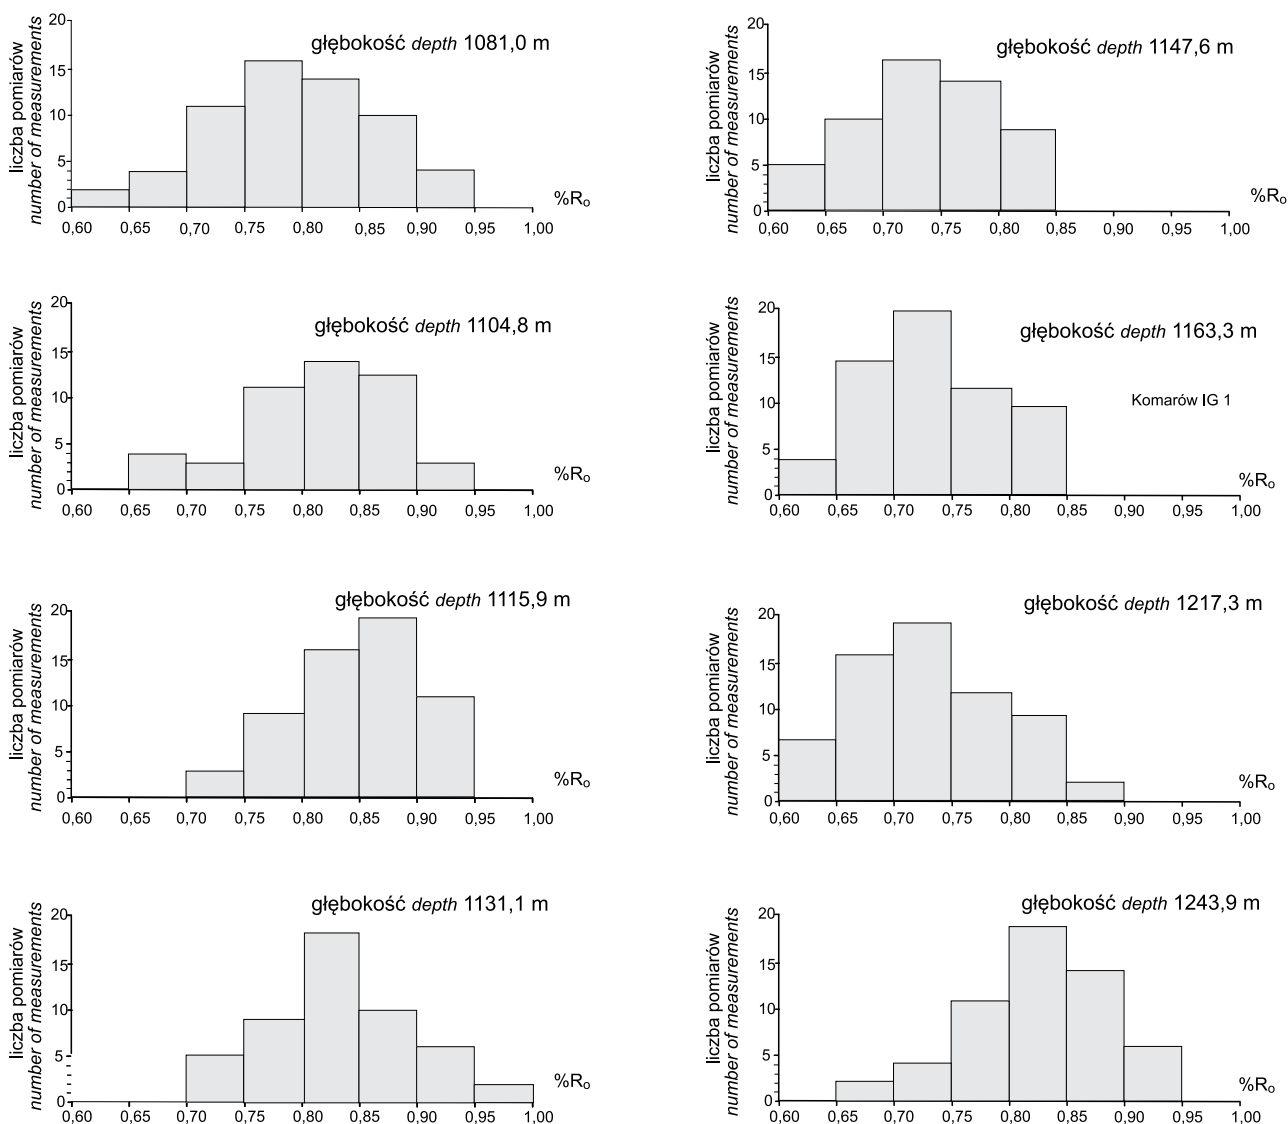 głębokość depth 1081,0 m
liczba pomiarów
number of measurements
20
15
10
5
0
%Ro
0,60 0,65 0,70 0,75 0,80 0,85 0,90 0,95 1,00
głębokość depth 1104,8 m
liczba pomiarów
number of measurements
20
15
10
5
0
%Ro
0,60 0,65 0,70 0,75 0,80 0,85 0,90 0,95 1,00
głębokość depth 1115,9 m
liczba pomiarów
number of measurements
20
15
10
5
0
%Ro
0,60 0,65 0,70 0,75 0,80 0,85 0,90 0,95 1,00
głębokość depth 1131,1 m
liczba pomiarów
number of measurements
20
15
10
5
0
%Ro
0,60 0,65 0,70 0,75 0,80 0,85 0,90 0,95 1,00
głębokość depth 1147,6 m
liczba pomiarów
number of measurements
20
15
10
5
0
%Ro
0,60 0,65 0,70 0,75 0,80 0,85 0,90 0,95 1,00
głębokość depth 1163,3 m
liczba pomiarów
number of measurements
20
15
10
5
0
Komarów IG 1
%Ro
0,60 0,65 0,70 0,75 0,80 0,85 0,90 0,95 1,00
głębokość depth 1217,3 m
liczba pomiarów
number of measurements
20
15
10
5
0
%Ro
0,60 0,65 0,70 0,75 0,80 0,85 0,90 0,95 1,00
głębokość depth 1243,9 m
liczba pomiarów
number of measurements
20
15
10
5
0
%Ro
0,60 0,65 0,70 0,75 0,80 0,85 0,90 0,95 1,00